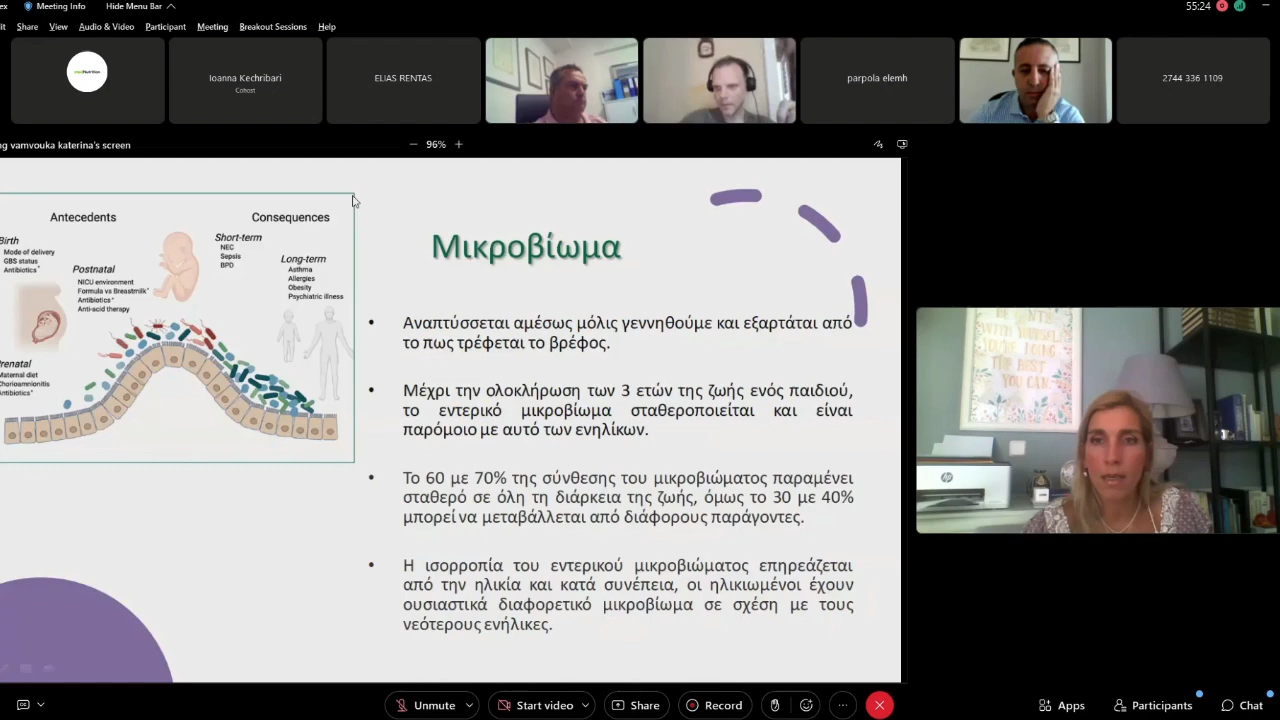 Meeting Info
Hide Menu Bar
55:24
Share View Audio & Video Participant Meeting Breakout Sessions Help
Ioanna Kechribari
Cohost
ELIAS RENTAS
parpola elemh
2744 336 1109
vamvouka katerina's screen
96%
Antecedents
Consequences
Birth
Mode of delivery
GBS status
Antibiotics*
Postnatal
NICU environment
Formula vs Breastmilk*
Antibiotics*
Anti-acid therapy
Short-term
NEC
Sepsis
BPD
Long-term
Asthma
Allergies
Obesity
Psychiatric illness
Prenatal
Maternal diet
Chorioamnionitis
Antibiotics*
Μικροβίωμα
• Αναπτύσσεται αμέσως μόλις γεννηθούμε και εξαρτάται από
το πως τρέφεται το βρέφος.
• Μέχρι την ολοκλήρωση των 3 ετών της ζωής ενός παιδιού,
το εντερικό μικροβίωμα σταθεροποιείται και είναι
παρόμοιο με αυτό των ενηλίκων.
• Το 60 με 70% της σύνθεσης του μικροβιώματος παραμένει
σταθερό σε όλη τη διάρκεια της ζωής, όμως το 30 με 40%
μπορεί να μεταβάλλεται από διάφορους παράγοντες.
• Η ισορροπία του εντερικού μικροβιώματος επηρεάζεται
από την ηλικία και κατά συνέπεια, οι ηλικιωμένοι έχουν
ουσιαστικά διαφορετικό μικροβίωμα σε σχέση με τους
νεότερους ενήλικες.
hp
Unmute
Start video
Share
Record
Apps
Participants
Chat